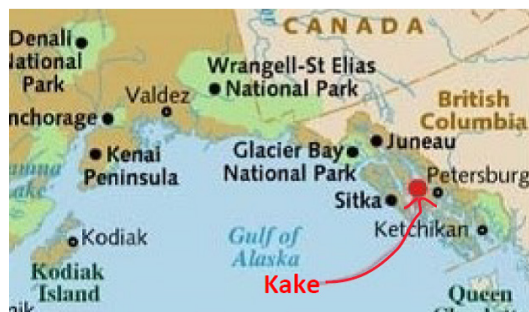 CANADA
Denali
National
Park
Wrangell-St Elias
National Park
Valdez
nchorage
British
Columbia
Juneau
Glacier Bay
National Park
Kenai
Peninsula
Petersburg
Sitka
Ketchikan
Kodiak
Gulf of
Alaska
Kodiak
Island
Kake
Queen